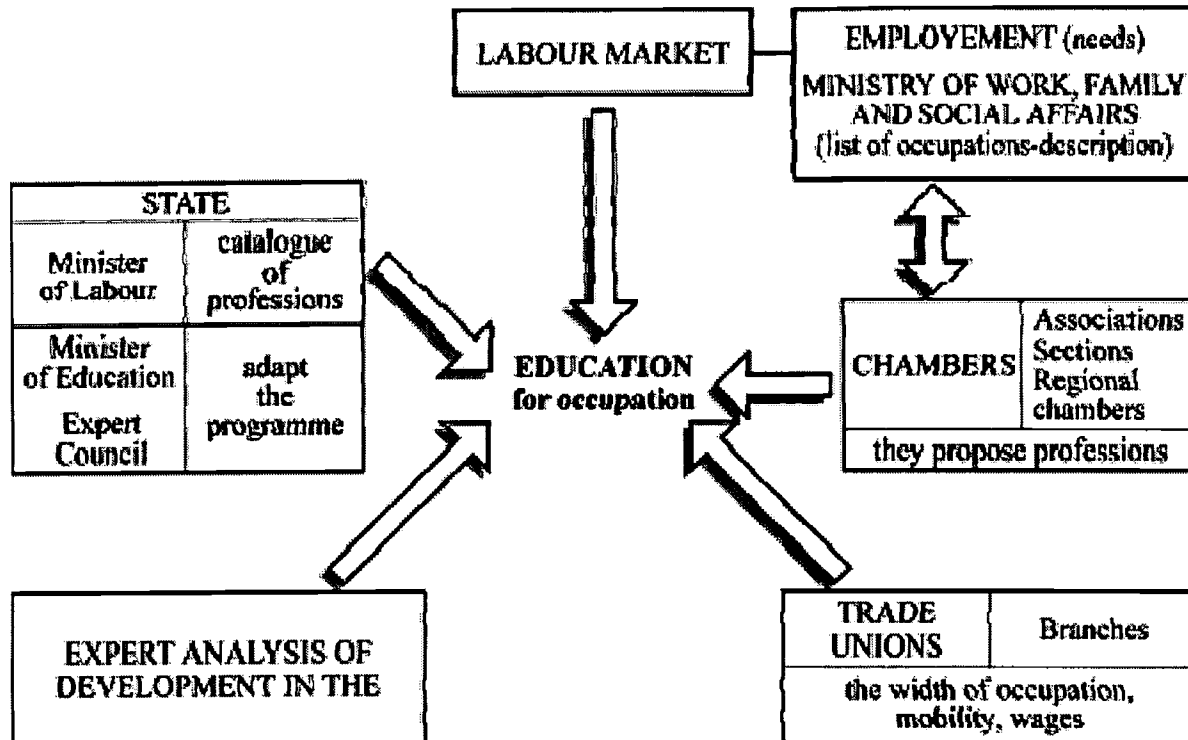 LABOUR MARKET
EMPLOYEMENT (needs)
MINISTRY OF WORK, FAMILY
AND SOCIAL AFFAIRS
(list of occupations-description)
STATE
Minister
of Labour
catalogue
of
professions
Minister
of Education
Expert
Council
adapt
the
programme
EDUCATION
for occupation
CHAMBERS
Associations
Sections
Regional
chambers
they propose professions
EXPERT ANALYSIS OF
DEVELOPMENT IN THE
TRADE
UNIONS
Branches
the width of occupation,
mobility, wages